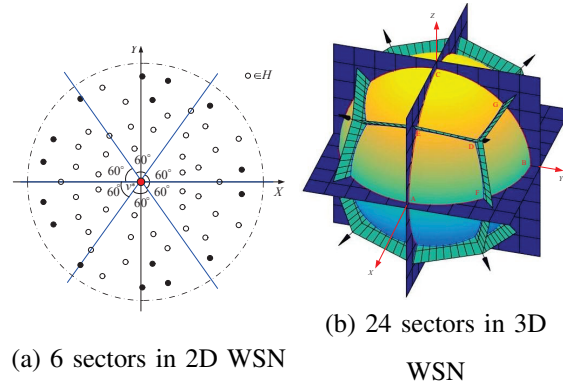 Y
○∈H
60°
60° 60°
60° v* 60°
60°
X
(a) 6 sectors in 2D WSN
Z
C
G
D
B
Y
F
A
X
(b) 24 sectors in 3D
WSN